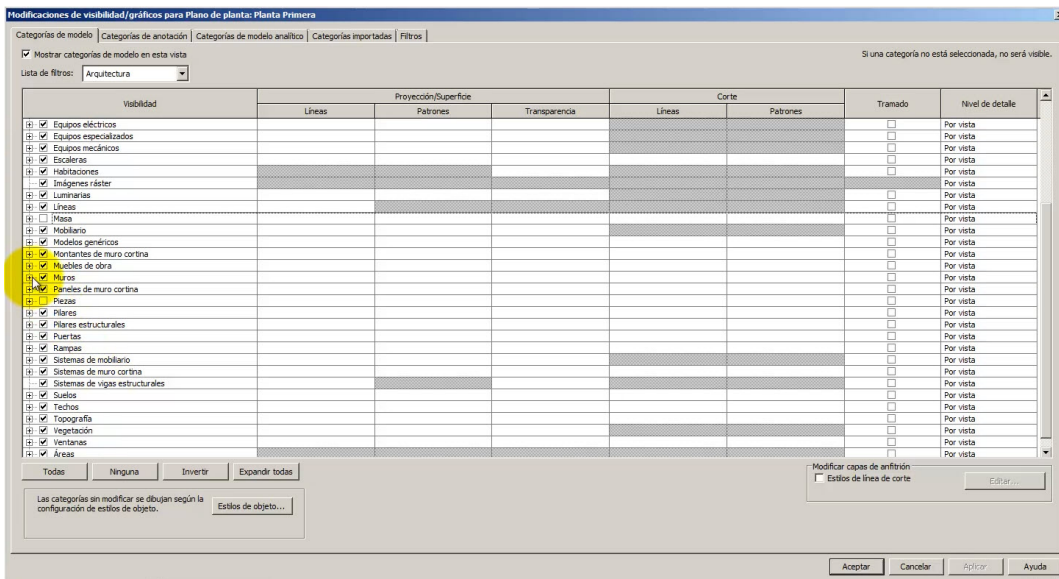 Modificaciones de visibilidad/gráficos para Plano de planta: Planta Primera
Categorías de modelo Categorías de anotación Categorías de modelo analítico Categorías importadas Filtros
Mostrar categorías de modelo en esta vista
Si una categoría no está seleccionada, no será visible.
Lista de filtros: Arquitectura
Visibilidad Proyección/Superficie Corte Tramado Nivel de detalle
Líneas Patrones Transparencia Líneas Patrones
Equipos eléctricos Por vista
Equipos especializados Por vista
Equipos mecánicos Por vista
Escaleras Por vista
Habitaciones Por vista
Imágenes ráster Por vista
Luminarias Por vista
Líneas Por vista
Masa Por vista
Mobiliario Por vista
Modelos genéricos Por vista
Montantes de muro cortina Por vista
Muebles de obra Por vista
Muros Por vista
Paneles de muro cortina Por vista
Piezas Por vista
Pilares Por vista
Pilares estructurales Por vista
Puertas Por vista
Rampas Por vista
Sistemas de mobiliario Por vista
Sistemas de muro cortina Por vista
Sistemas de vigas estructurales Por vista
Suelos Por vista
Techos Por vista
Topografía Por vista
Vegetación Por vista
Ventanas Por vista
Áreas Por vista
Todas Ninguna Invertir Expandir todas
Modificar capas de anfitrión
Estilos de línea de corte Editar...
Las categorías sin modificar se dibujan según la
configuración de estilos de objeto.
Estilos de objeto...
Aceptar Cancelar Aplicar Ayuda